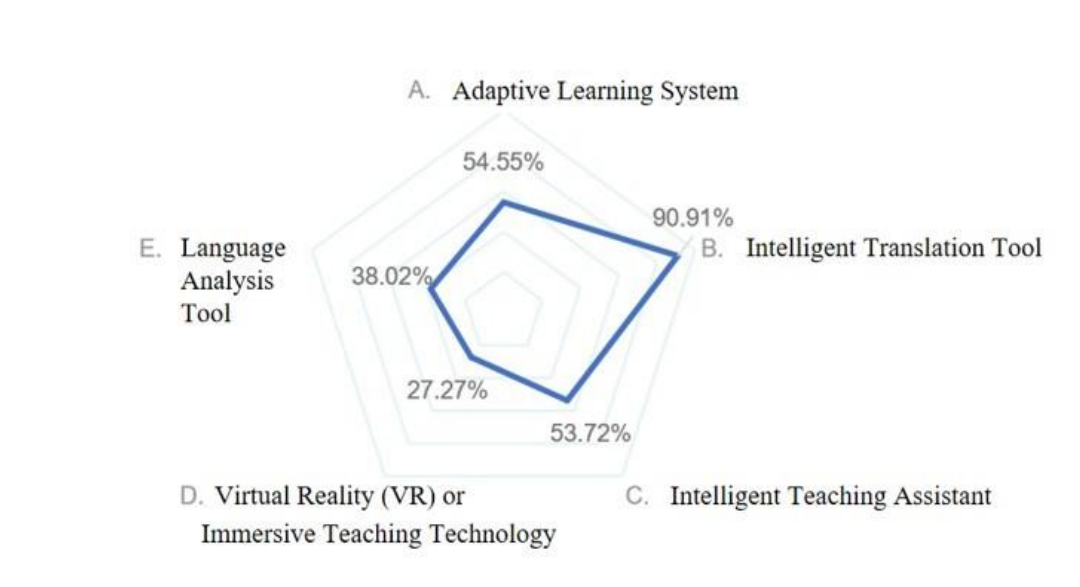 A. Adaptive Learning System
54.55%
90.91%
B. Intelligent Translation Tool
E. Language
Analysis
Tool
38.02%
27.27%
53.72%
D. Virtual Reality (VR) or
Immersive Teaching Technology
C. Intelligent Teaching Assistant